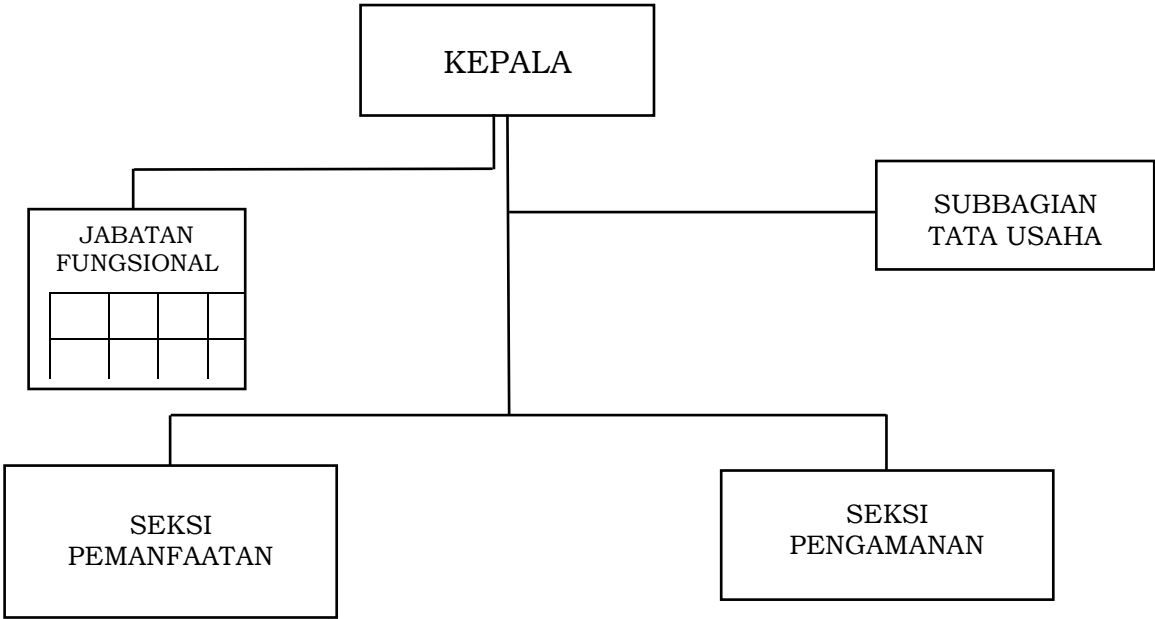 KEPALA
SUBBAGIAN
TATA USAHA
JABATAN
FUNGSIONAL
SEKSI
PEMANFAATAN
SEKSI
PENGAMANAN